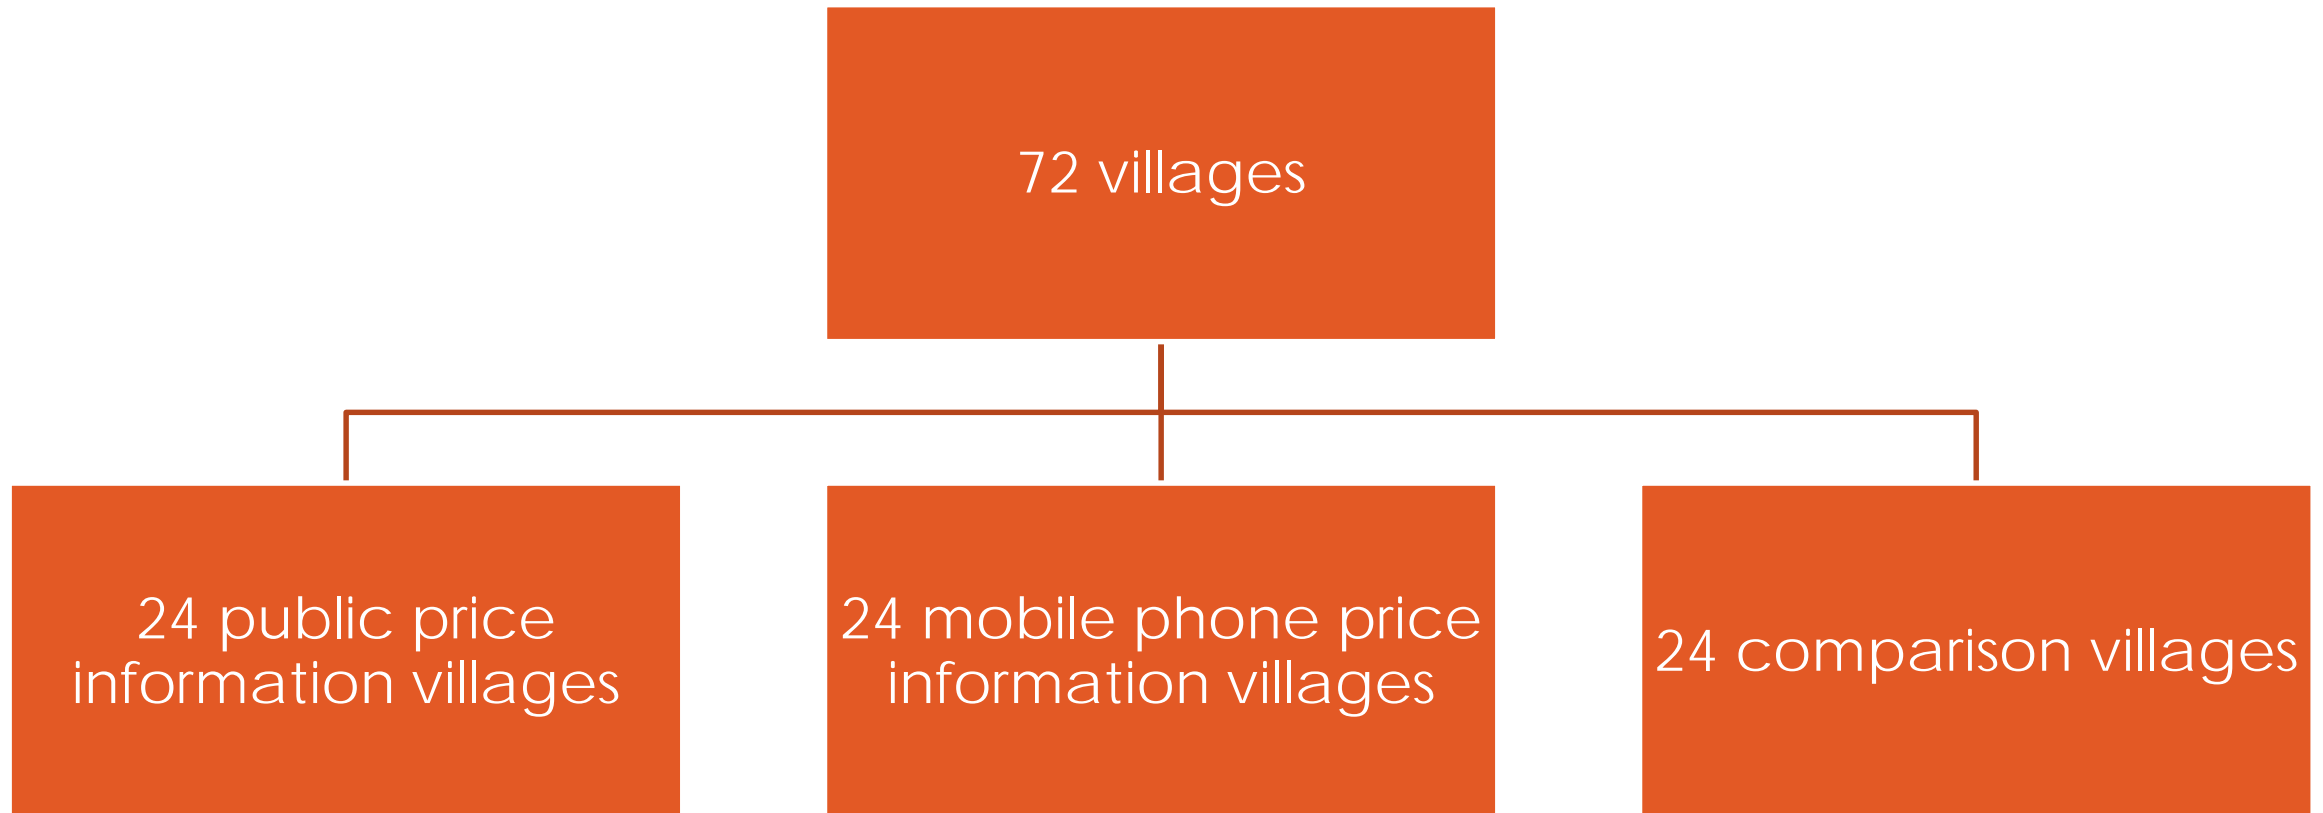 72 villages
24 public price
information villages
24 mobile phone price
information villages
24 comparison villages